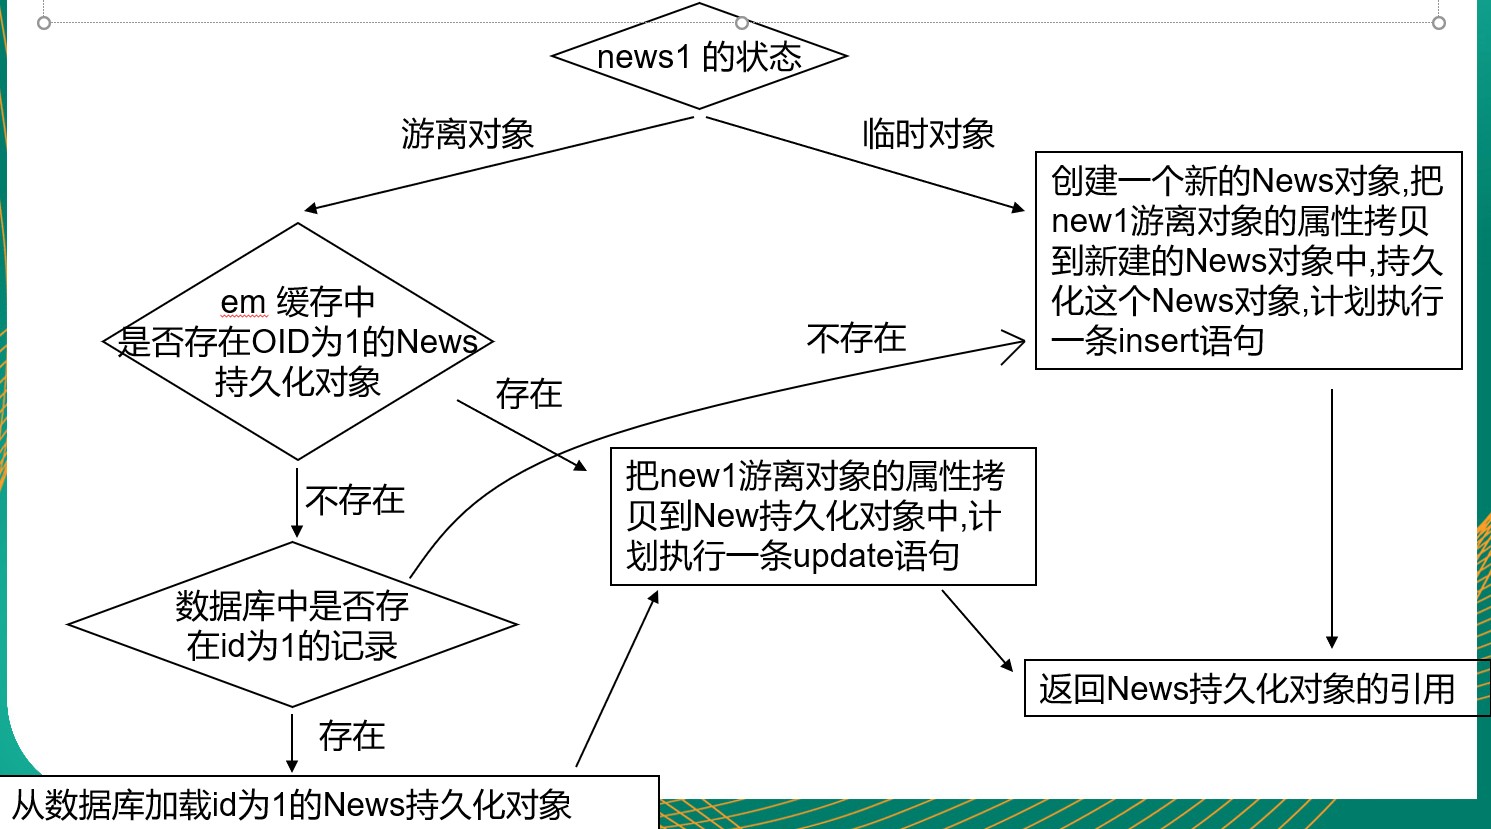 news1 的状态
游离对象
临时对象
创建一个新的News对象,把
new1游离对象的属性拷贝
到新建的News对象中,持久
化这个News对象,计划执行
一条insert语句
em 缓存中
是否存在OID为1的News
持久化对象
不存在
存在
把new1游离对象的属性拷
贝到New持久化对象中,计
划执行一条update语句
不存在
数据库中是否存
在id为1的记录
返回News持久化对象的引用
存在
从数据库加载id为1的News持久化对象